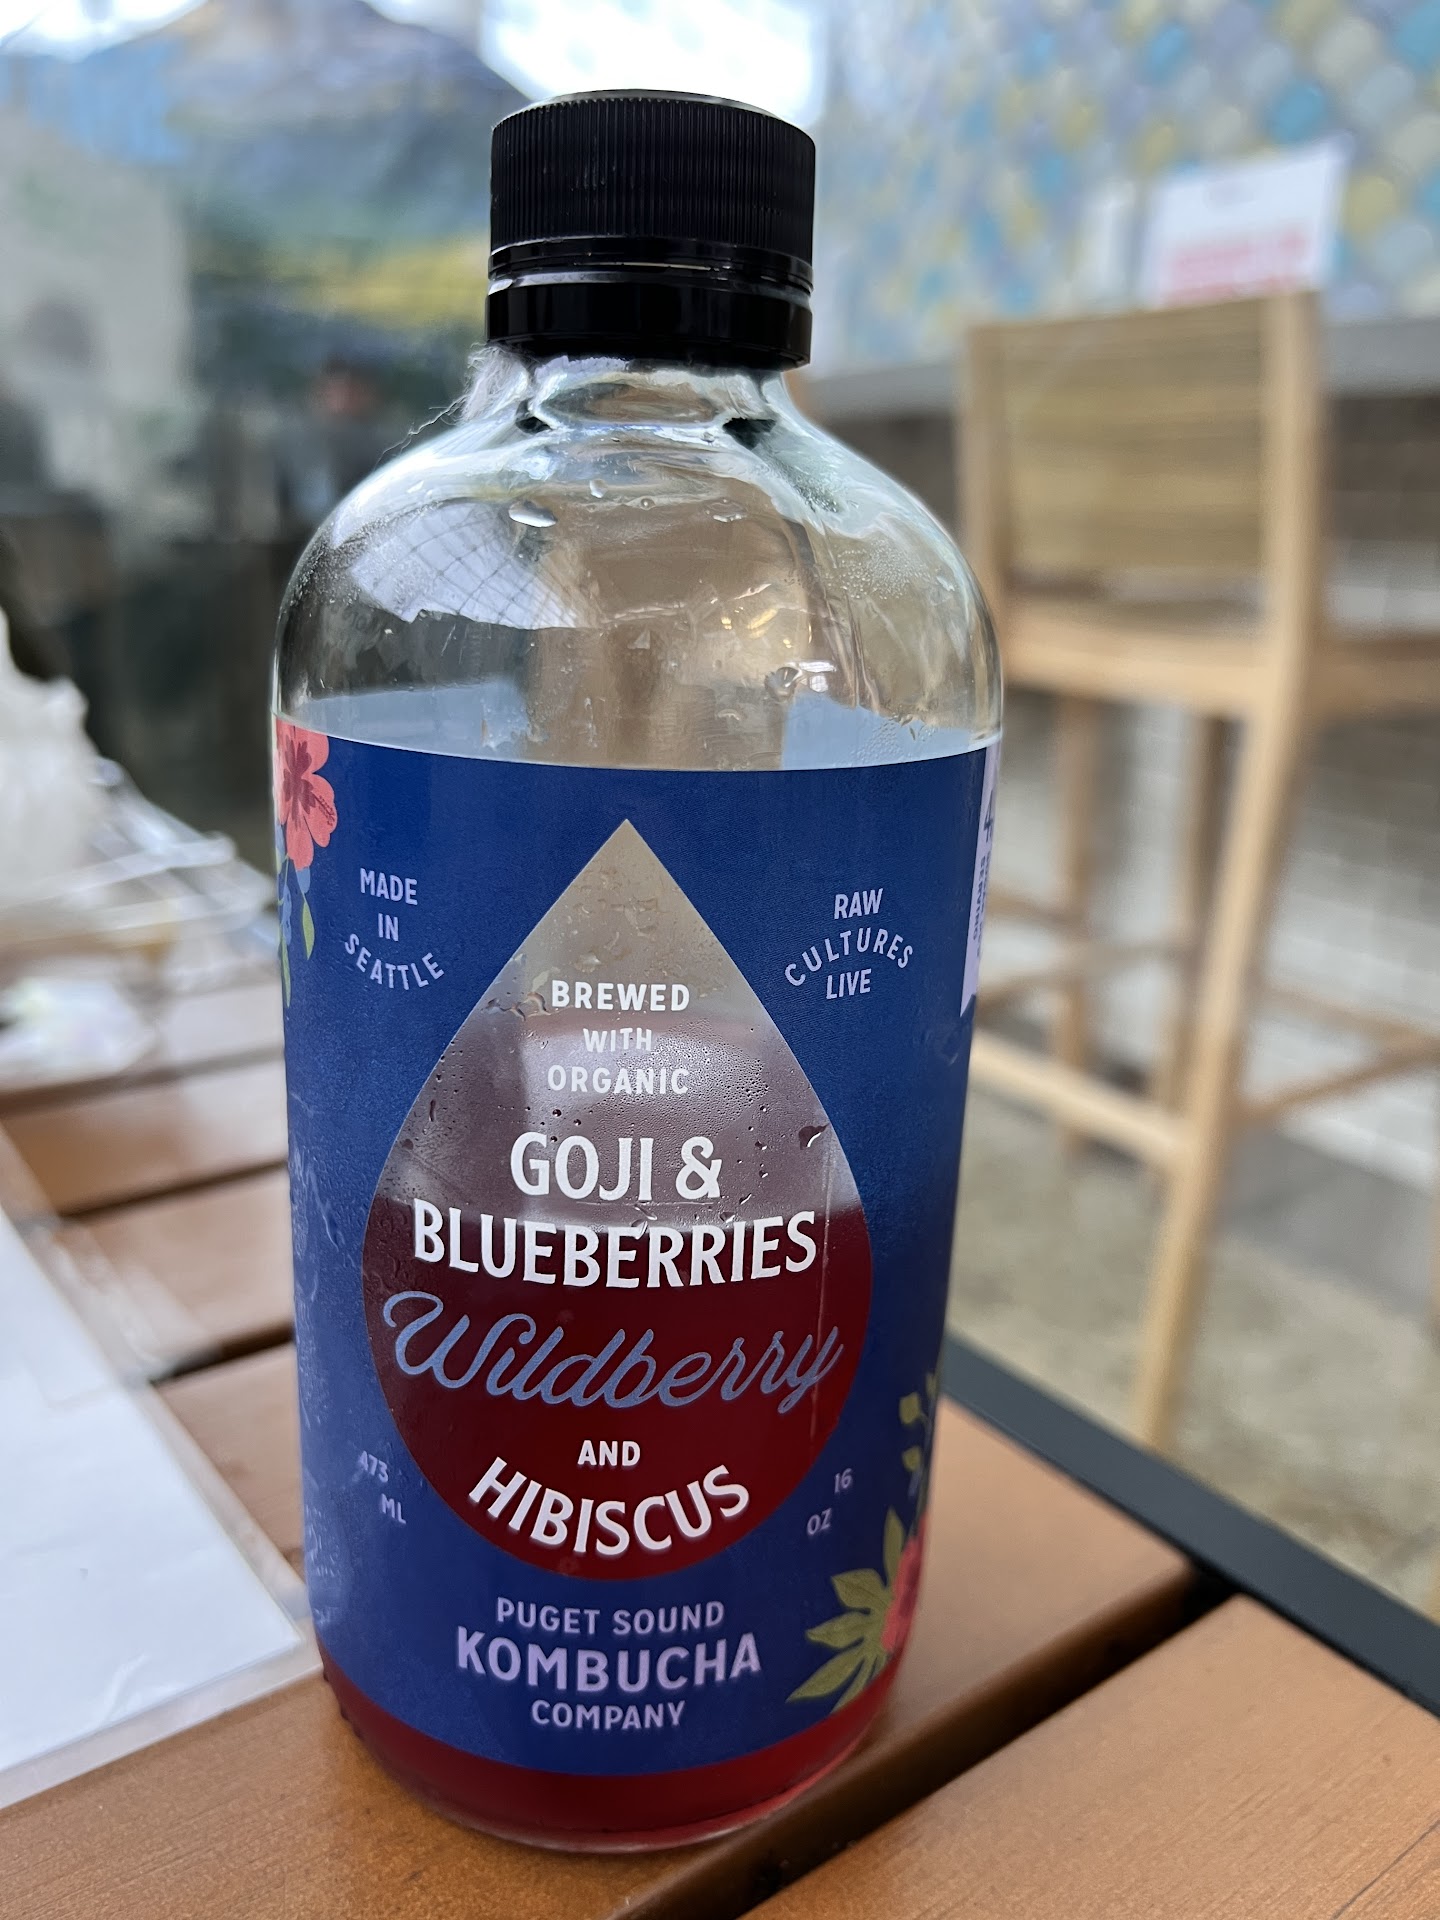 MADE
IN
SEATTLE
RAW
CULTURES
LIVE
BREWED
WITH
ORGANIC
GOJI &
BLUEBERRIES
Wildberry
AND
HIBISCUS
473
ML
16
OZ
PUGET SOUND
KOMBUCHA
COMPANY